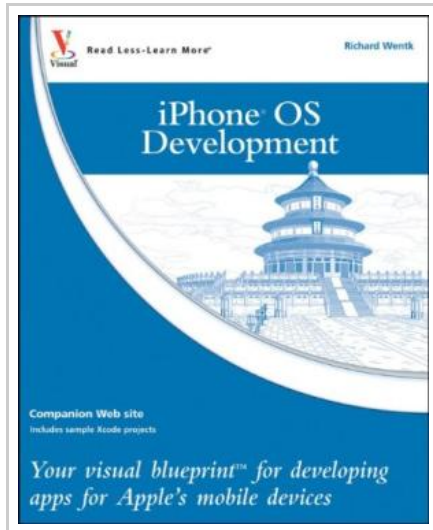 Visual
Read Less-Learn More®
Richard Wentk
iPhone® OS
Development
Companion Web site
Includes sample Xcode projects
Your visual blueprint™ for developing
apps for Apple's mobile devices